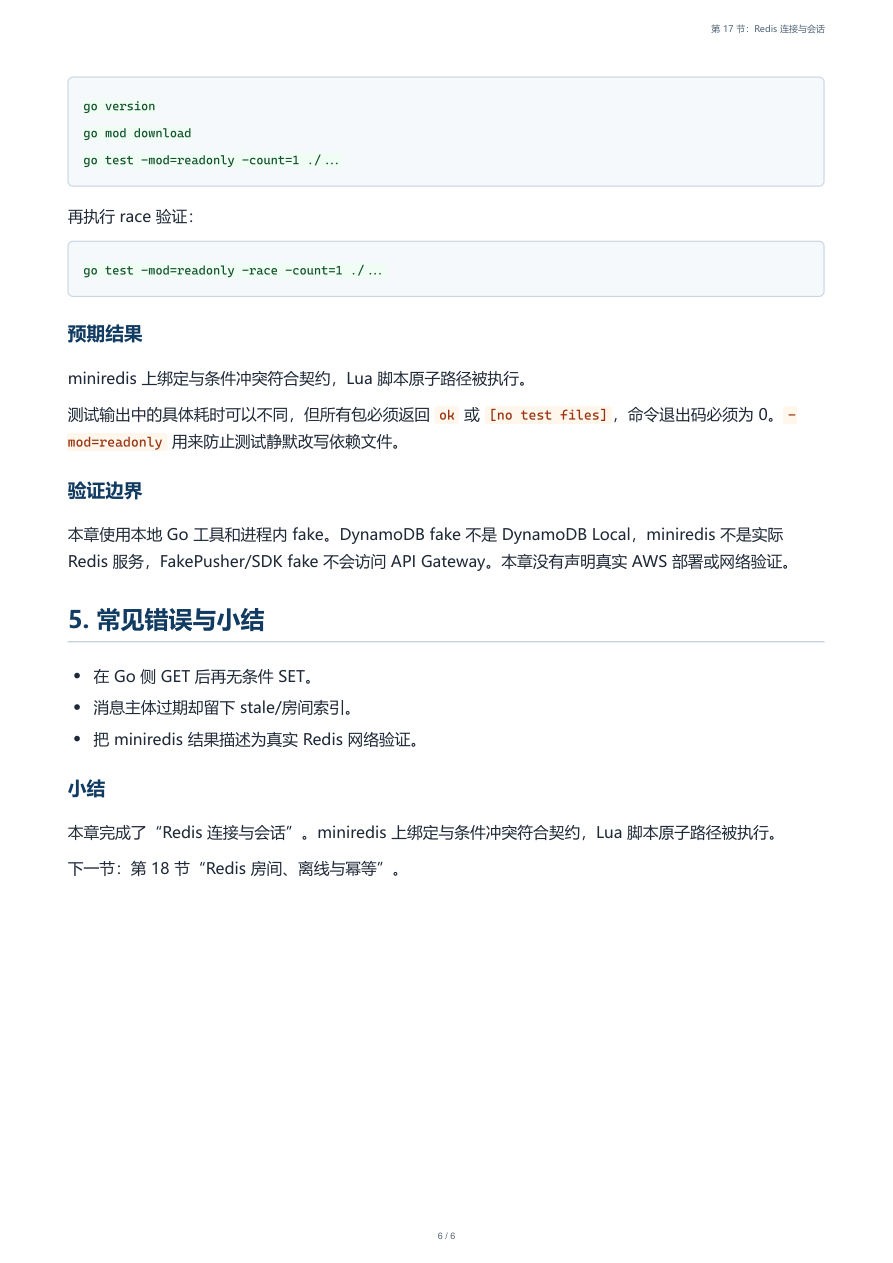 第 17 节：Redis 连接与会话
go version
go mod download
go test -mod=readonly -count=1 ./...
再执行 race 验证：
go test -mod=readonly -race -count=1 ./...
预期结果
miniredis 上绑定与条件冲突符合契约，Lua 脚本原子路径被执行。
测试输出中的具体耗时可以不同，但所有包必须返回 ok 或 [no test files]，命令退出码必须为 0。-
mod=readonly 用来防止测试静默改写依赖文件。
验证边界
本章使用本地 Go 工具和进程内 fake。DynamoDB fake 不是 DynamoDB Local，miniredis 不是实际
Redis 服务，FakePusher/SDK fake 不会访问 API Gateway。本章没有声明真实 AWS 部署或网络验证。
5. 常见错误与小结
• 在 Go 侧 GET 后再无条件 SET。
• 消息主体过期却留下 stale/房间索引。
• 把 miniredis 结果描述为真实 Redis 网络验证。
小结
本章完成了“Redis 连接与会话”。miniredis 上绑定与条件冲突符合契约，Lua 脚本原子路径被执行。
下一节：第 18 节“Redis 房间、离线与幂等”。
6 / 6